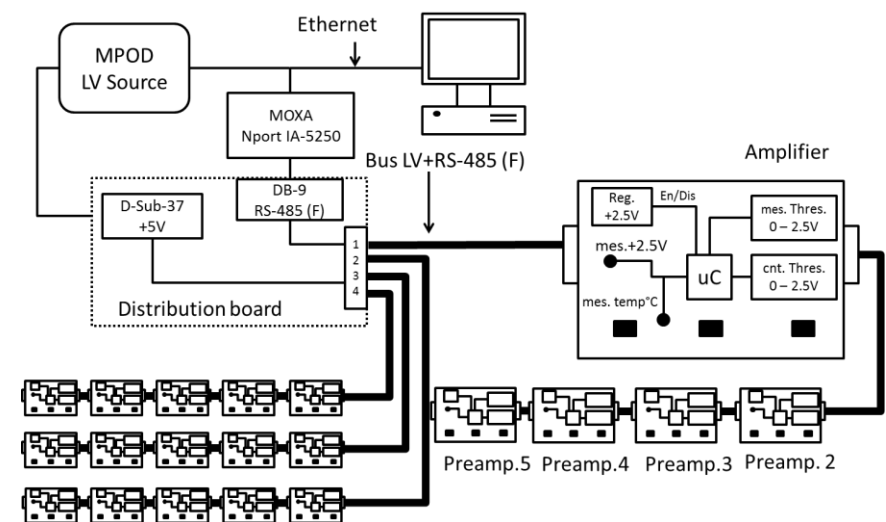 Ethernet
MPOD
LV Source
MOXA
Nport IA-5250
Bus LV+RS-485 (F)
Amplifier
DB-9
RS-485 (F)
D-Sub-37
+5V
1
2
3
4
Distribution board
Reg.
+2.5V
En/Dis
mes. Thres.
0 – 2.5V
mes.+2.5V
uC
cnt. Thres.
0 – 2.5V
mes. temp°C
Preamp.5
Preamp.4
Preamp.3
Preamp. 2